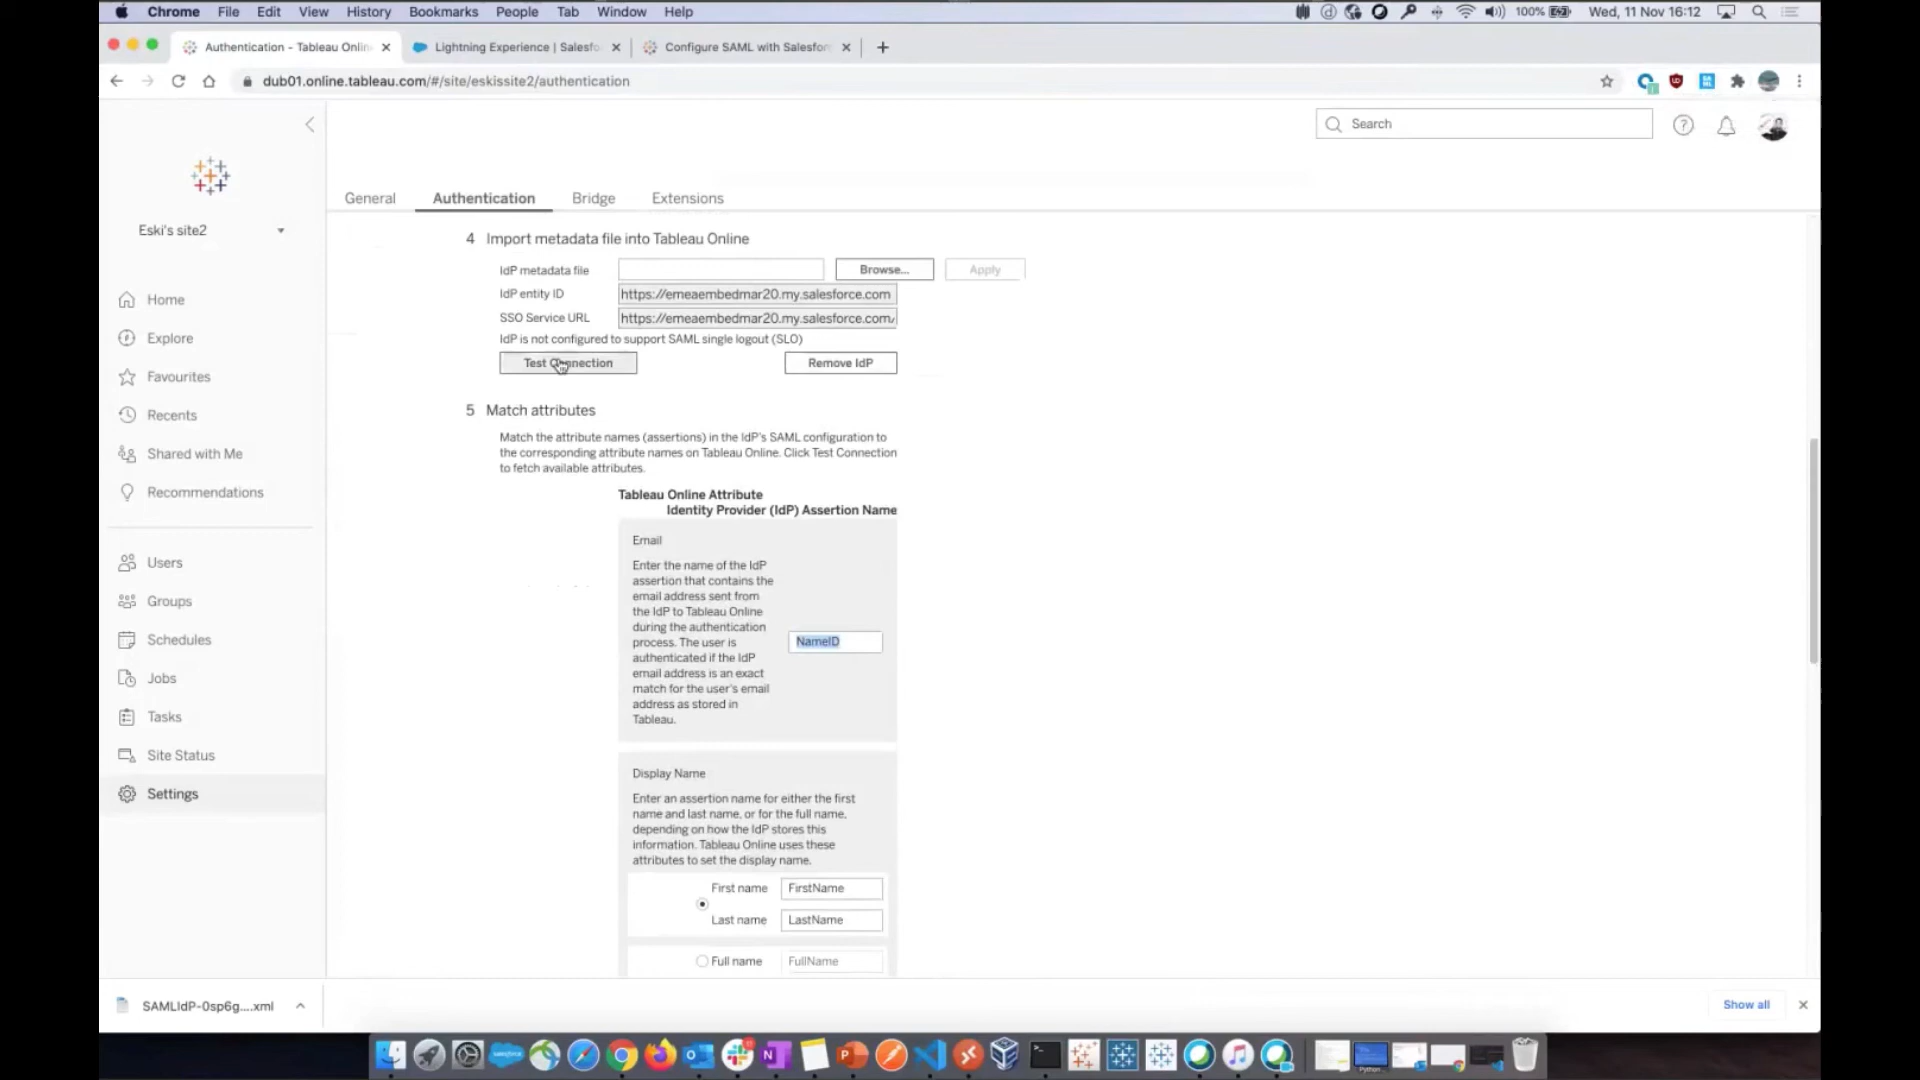 Chrome File Edit View History Bookmarks People Tab Window Help
100% Wed, 11 Nov 16:12
Authentication - Tableau Onlin
Lightning Experience | Salesfo
Configure SAML with Salesfor
dub01.online.tableau.com/#/site/eskissite2/authentication
Search
Eski's site2
General Authentication Bridge Extensions
Home
Explore
Favourites
Recents
Shared with Me
Recommendations
Users
Groups
Schedules
Jobs
Tasks
Site Status
Settings
4 Import metadata file into Tableau Online
IdP metadata file Browse... Apply
IdP entity ID https://emeaembedmar20.my.salesforce.com
SSO Service URL https://emeaembedmar20.my.salesforce.com/
IdP is not configured to support SAML single logout (SLO)
Test Connection Remove IdP
5 Match attributes
Match the attribute names (assertions) in the IdP's SAML configuration to
the corresponding attribute names on Tableau Online. Click Test Connection
to fetch available attributes.
Tableau Online Attribute
Identity Provider (IdP) Assertion Name
Email
Enter the name of the IdP
assertion that contains the
email address sent from
the IdP to Tableau Online
during the authentication
process. The user is
authenticated if the IdP
email address is an exact
match for the user's email
address as stored in
Tableau.
NameID
Display Name
Enter an assertion name for either the first
name and last name, or for the full name,
depending on how the IdP stores this
information. Tableau Online uses these
attributes to set the display name.
First name FirstName
Last name LastName
Full name FullName
SAMLIdP-0sp6g....xml
Show all